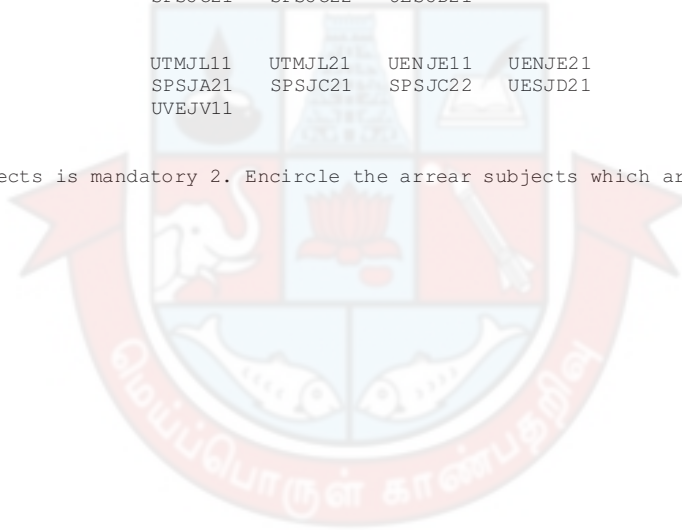 UTMJL11 UTMJL21 UENJE11 UENJE21
SPSJA21 SPSJC21 SPSJC22 UESJD21
UVEJV11
ects is mandatory 2. Encircle the arrear subjects which ar
மெய்ப்பொருள் காண்பதறிவு